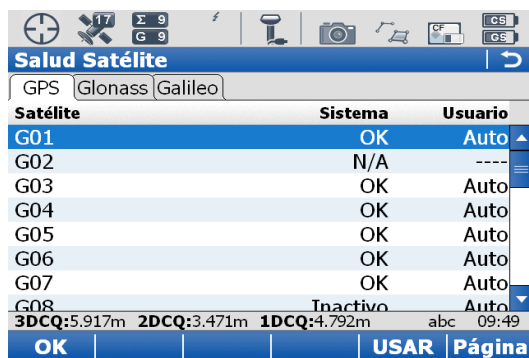 17 Σ 9 CF CS
G 9 GS
Salud Satélite
GPS Glonass Galileo
Satélite Sistema Usuario
G01 OK Auto
G02 N/A ----
G03 OK Auto
G04 OK Auto
G05 OK Auto
G06 OK Auto
G07 OK Auto
G08 Inactivo Auto
3DCQ:5.917m 2DCQ:3.471m 1DCQ:4.792m abc 09:49
OK USAR Página